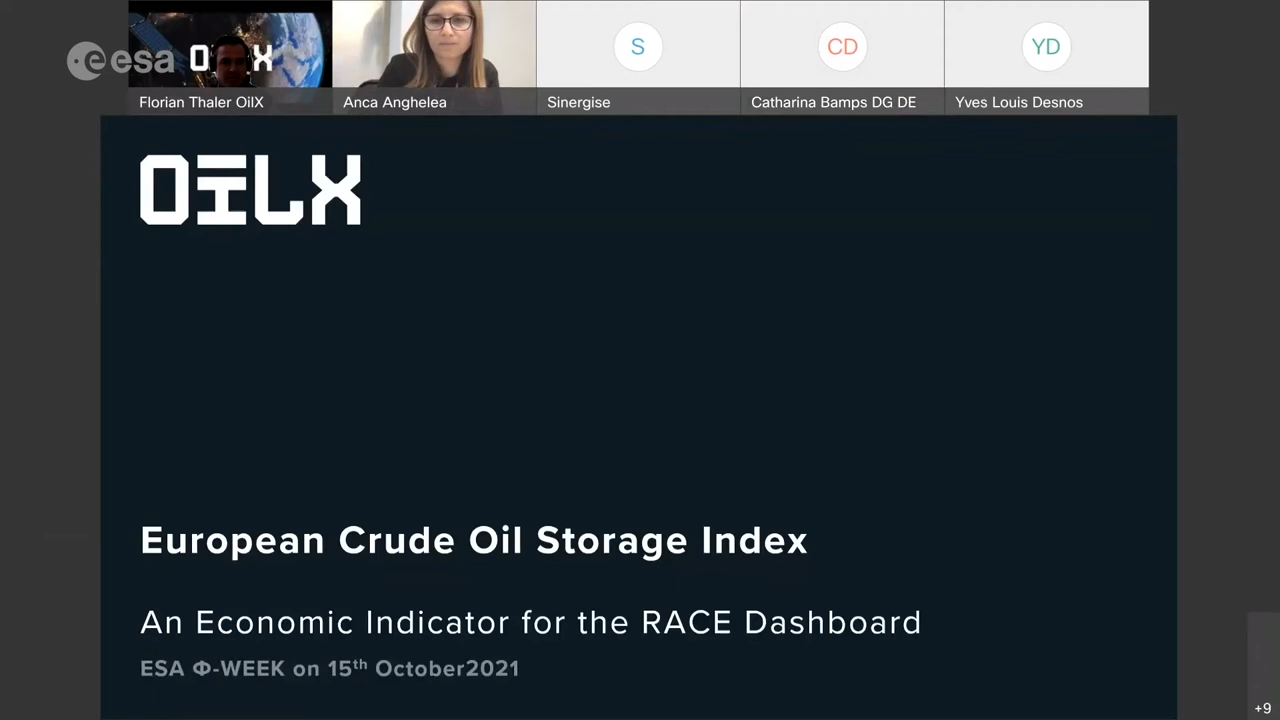 esa
OILX
Florian Thaler OilX
Anca Anghelea
S
Sinergise
CD
Catharina Bamps DG DE
YD
Yves Louis Desnos
OILX
European Crude Oil Storage Index
An Economic Indicator for the RACE Dashboard
ESA Φ-WEEK on 15th October2021
+9